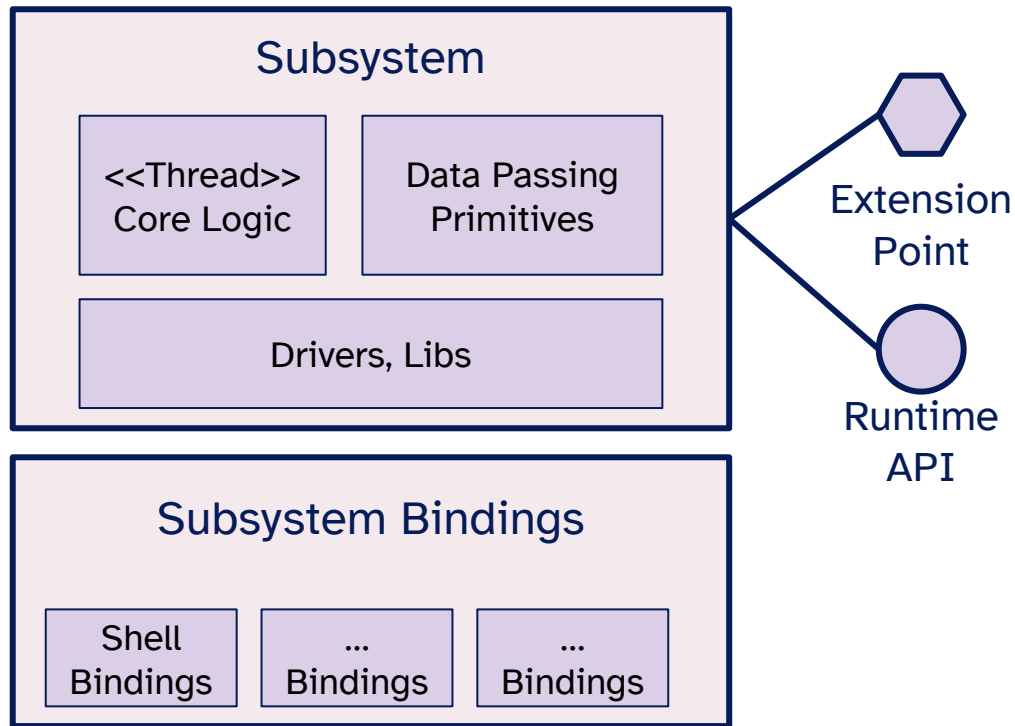 Subsystem
<<Thread>>
Core Logic
Data Passing
Primitives
Drivers, Libs
Extension
Point
Runtime
API
Subsystem Bindings
Shell
Bindings
...
Bindings
...
Bindings